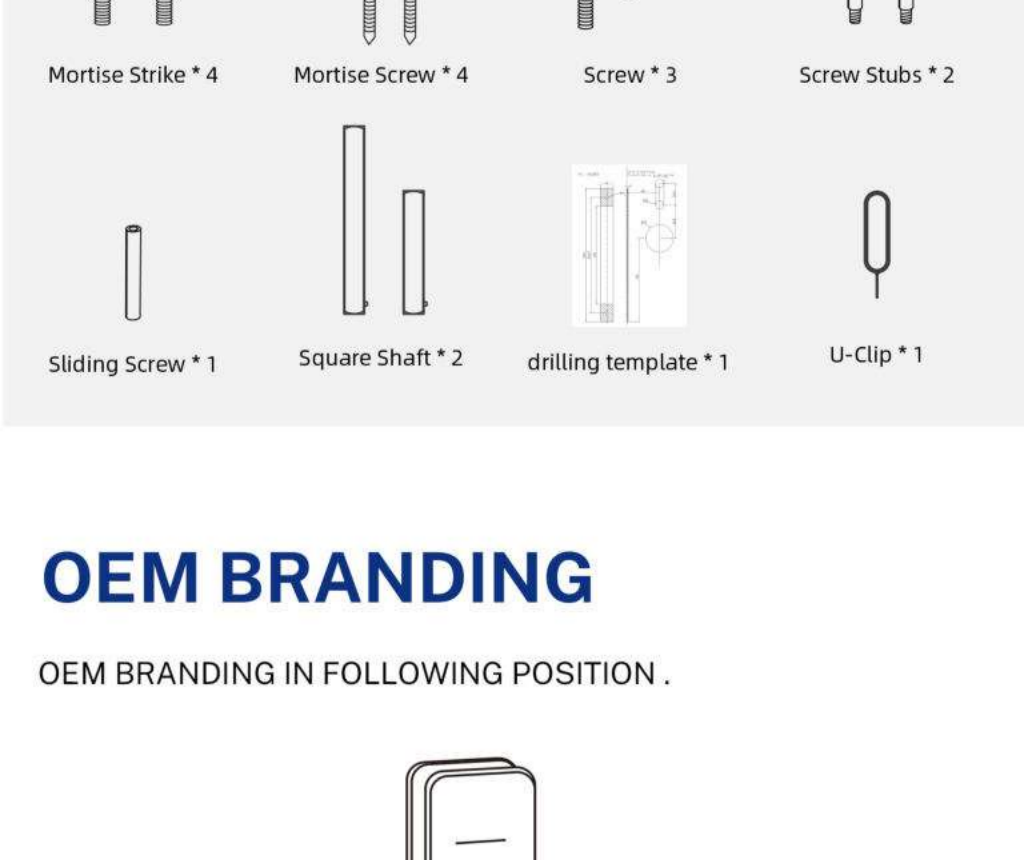 Mortise Strike * 4
Mortise Screw * 4
Screw * 3
Screw Stubs * 2
Sliding Screw * 1
Square Shaft * 2
drilling template * 1
U-Clip * 1
OEM BRANDING
OEM BRANDING IN FOLLOWING POSITION .